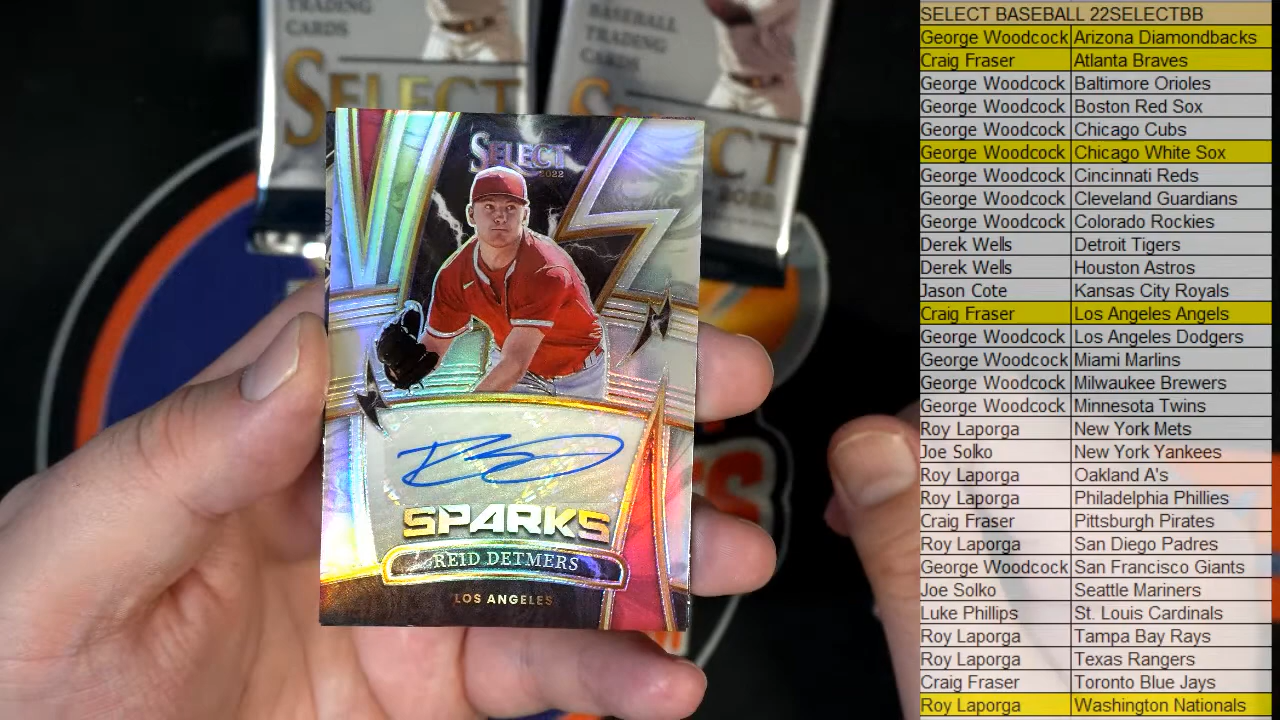 TRADING
CARDS
SELECT
BASEBALL
TRADING
CARDS
SELECT
2022
SPARKS
REID DETMERS
LOS ANGELES
SELECT BASEBALL 22SELECTBB
George Woodcock Arizona Diamondbacks
Craig Fraser Atlanta Braves
George Woodcock Baltimore Orioles
George Woodcock Boston Red Sox
George Woodcock Chicago Cubs
George Woodcock Chicago White Sox
George Woodcock Cincinnati Reds
George Woodcock Cleveland Guardians
George Woodcock Colorado Rockies
Derek Wells Detroit Tigers
Derek Wells Houston Astros
Jason Cote Kansas City Royals
Craig Fraser Los Angeles Angels
George Woodcock Los Angeles Dodgers
George Woodcock Miami Marlins
George Woodcock Milwaukee Brewers
George Woodcock Minnesota Twins
Roy Laporga New York Mets
Joe Solko New York Yankees
Roy Laporga Oakland A's
Roy Laporga Philadelphia Phillies
Craig Fraser Pittsburgh Pirates
Roy Laporga San Diego Padres
George Woodcock San Francisco Giants
Joe Solko Seattle Mariners
Luke Phillips St. Louis Cardinals
Roy Laporga Tampa Bay Rays
Roy Laporga Texas Rangers
Craig Fraser Toronto Blue Jays
Roy Laporga Washington Nationals